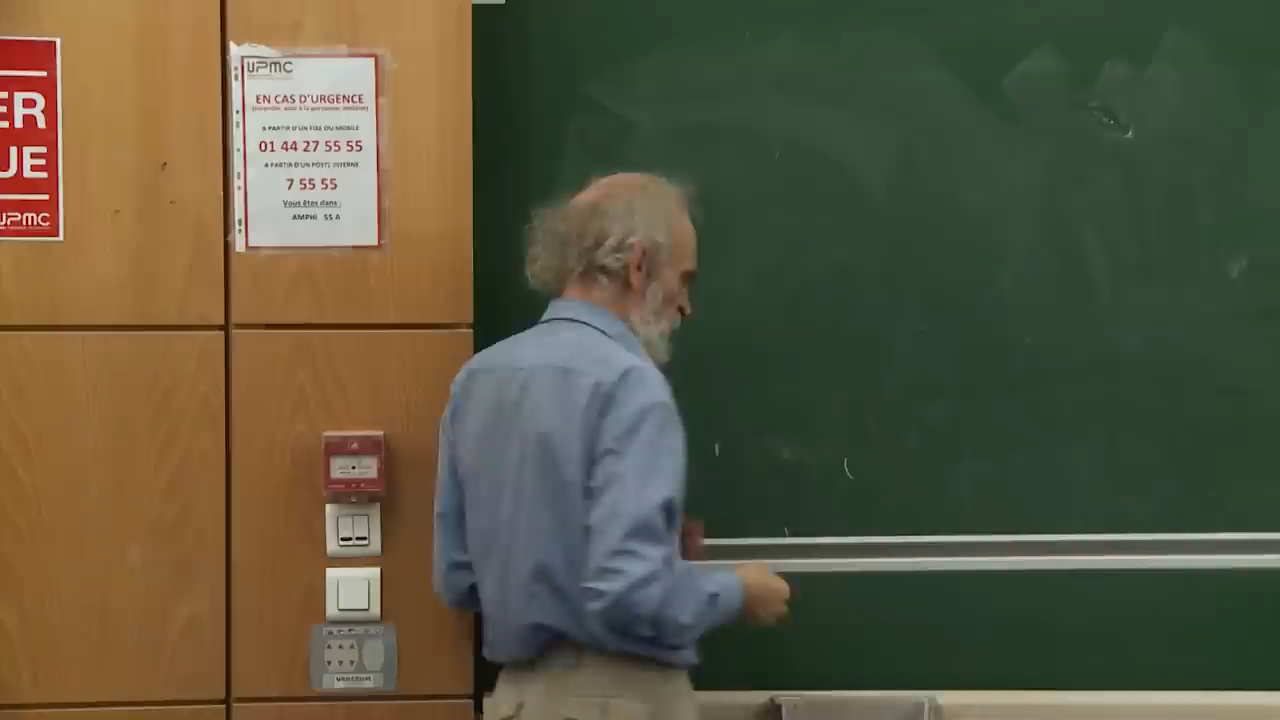 ER
UE
UPMC
UPMC
EN CAS D'URGENCE
A PARTIR D'UN FIXE OU MOBILE
01 44 27 55 55
A PARTIR D'UN POSTE INTERNE
7 55 55
Vous êtes dans :
AMPHI 55 A